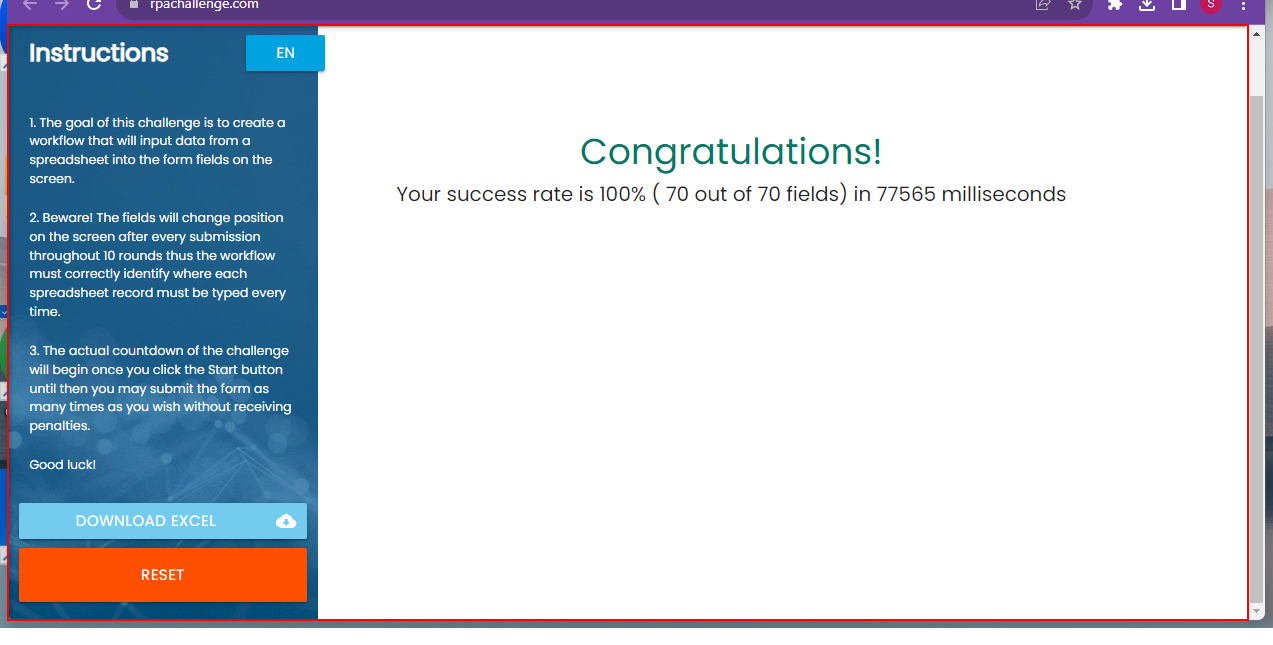 rpachallenge.com
S
Instructions
EN
1. The goal of this challenge is to create a
workflow that will input data from a
spreadsheet into the form fields on the
screen.
2. Beware! The fields will change position
on the screen after every submission
throughout 10 rounds thus the workflow
must correctly identify where each
spreadsheet record must be typed every
time.
3. The actual countdown of the challenge
will begin once you click the Start button
until then you may submit the form as
many times as you wish without receiving
penalties.
Good luck!
DOWNLOAD EXCEL
RESET
Congratulations!
Your success rate is 100% ( 70 out of 70 fields) in 77565 milliseconds